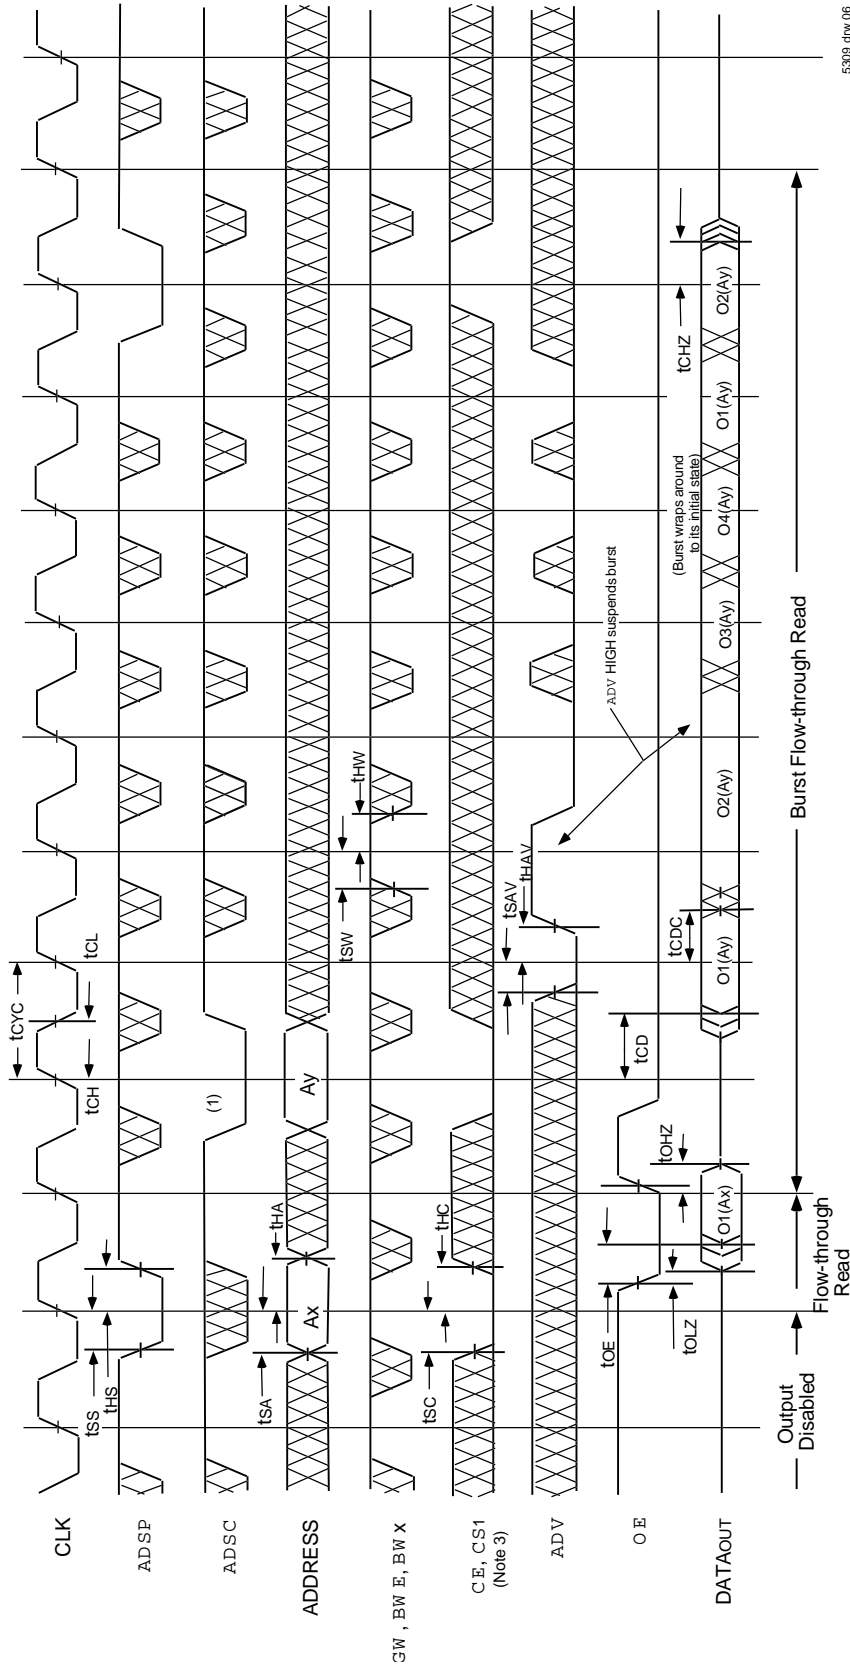 5309 drw 06
tCYC
tCH
tCL
tSS
tHS
tSA
tHA
tSW
tHW
tSC
tHC
tSAV
tHAV
tOE
tOHZ
tOLZ
tCD
tCDC
tCHZ
(1)
Ax
Ay
ADV HIGH suspends burst
(Burst wraps around
to its initial state)
O1(Ax)
O1(Ay)
O2(Ay)
O3(Ay)
O4(Ay)
O1(Ay)
O2(Ay)
CLK
ADSP
ADSC
ADDRESS
GW, BWE, BWx
CE, CS1
(Note 3)
ADV
OE
DATAOUT
Output
Disabled
Flow-through
Read
Burst Flow-through Read